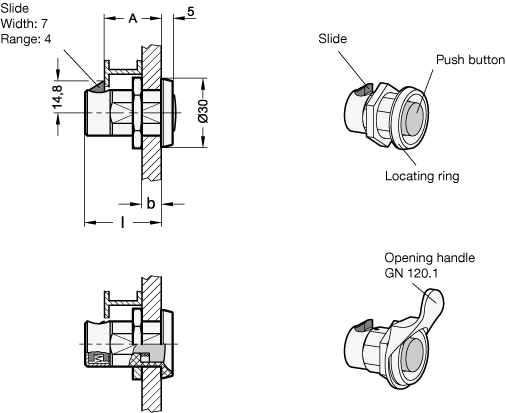 Slide
Width: 7
Range: 4
A
5
14,8
Ø30
b
l
Slide
Push button
Locating ring
Opening handle
GN 120.1